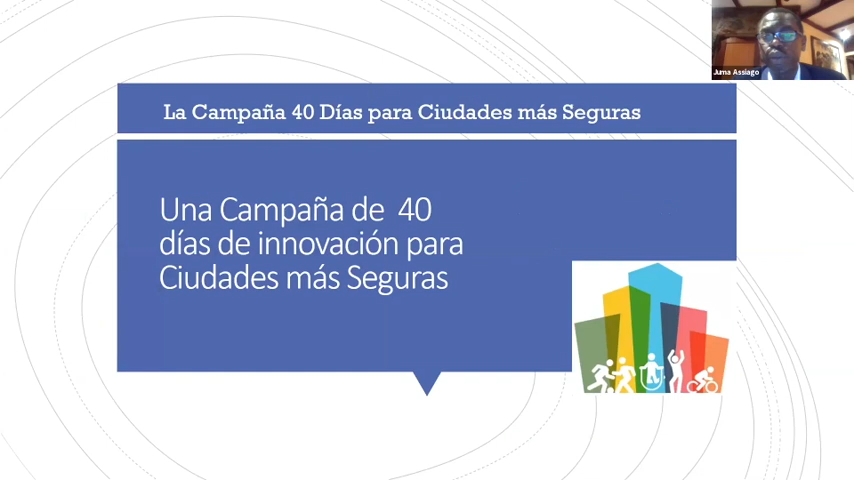 Juma Assiago
La Campaña 40 Días para Ciudades más Seguras
Una Campaña de 40
días de innovación para
Ciudades más Seguras